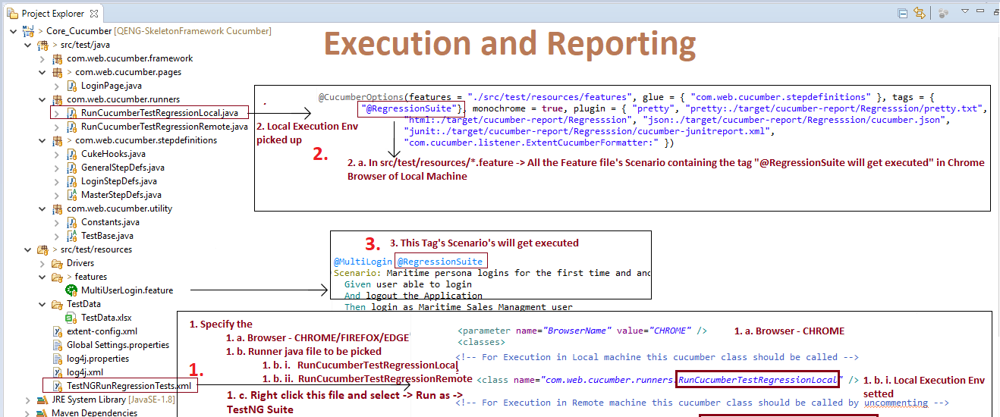 Project Explorer
Core_Cucumber [QENG-SkeletonFramework Cucumber]
src/test/java
com.web.cucumber.framework
com.web.cucumber.pages
LoginPage.java
com.web.cucumber.runners
RunCucumberTestRegressionLocal.java
RunCucumberTestRegressionRemote.java
com.web.cucumber.stepdefinitions
CukeHooks.java
GeneralStepDefs.java
LoginStepDefs.java
MasterStepDefs.java
com.web.cucumber.utility
Constants.java
TestBase.java
src/test/resources
Drivers
features
MultiUserLogin.feature
TestData
TestData.xlsx
extent-config.xml
Global Settings.properties
log4j.properties
log4j.xml
TestNGRunRegressionTests.xml
JRE System Library [JavaSE-1.8]
Maven Dependencies
Execution and Reporting
@CucumberOptions(features = "./src/test/resources/features", glue = { "com.web.cucumber.stepdefinitions" }, tags = {
"@RegressionSuite"}, monochrome = true, plugin = { "pretty", "pretty:./target/cucumber-report/Regresssion/pretty.txt",
"html:./target/cucumber-report/Regresssion", "json:./target/cucumber-report/Regresssion/cucumber.json",
"junit:./target/cucumber-report/Regresssion/cucumber-junitreport.xml",
"com.cucumber.listener.ExtentCucumberFormatter:" })
2. Local Execution Env
picked up
2.
2. a. In src/test/resources/*.feature -> All the Feature file's Scenario containing the tag "@RegressionSuite will get executed" in Chrome
Browser of Local Machine
3.
3. This Tag's Scenario's will get executed
@MultiLogin @RegressionSuite
Scenario: Maritime persona logins for the first time and and
Given user able to login
And logout the Application
Then login as Maritime Sales Managment user
1. Specify the
1. a. Browser - CHROME/FIREFOX/EDGE
1. b. Runner java file to be picked
1. b. i. RunCucumberTestRegressionLocal
1. b. ii. RunCucumberTestRegressionRemote
1.
1. c. Right click this file and select -> Run as ->
TestNG Suite
<parameter name="BrowserName" value="CHROME" />
1. a. Browser - CHROME
<classes>
<!-- For Execution in Local machine this cucumber class should be called -->
<class name="com.web.cucumber.runners.RunCucumberTestRegressionLocal" />
1. b. i. Local Execution Env
setted
<!-- For Execution in Remote machine this cucumber class should be called by uncommenting -->